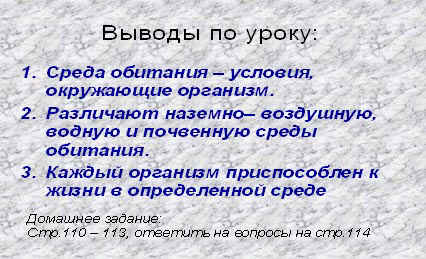 Выводы по уроку:
1. Среда обитания – условия,
окружающие организм.
2. Различают наземно– воздушную,
водную и почвенную среды
обитания.
3. Каждый организм приспособлен к
жизни в определенной среде
Домашнее задание:
Стр.110 – 113, ответить на вопросы на стр.114